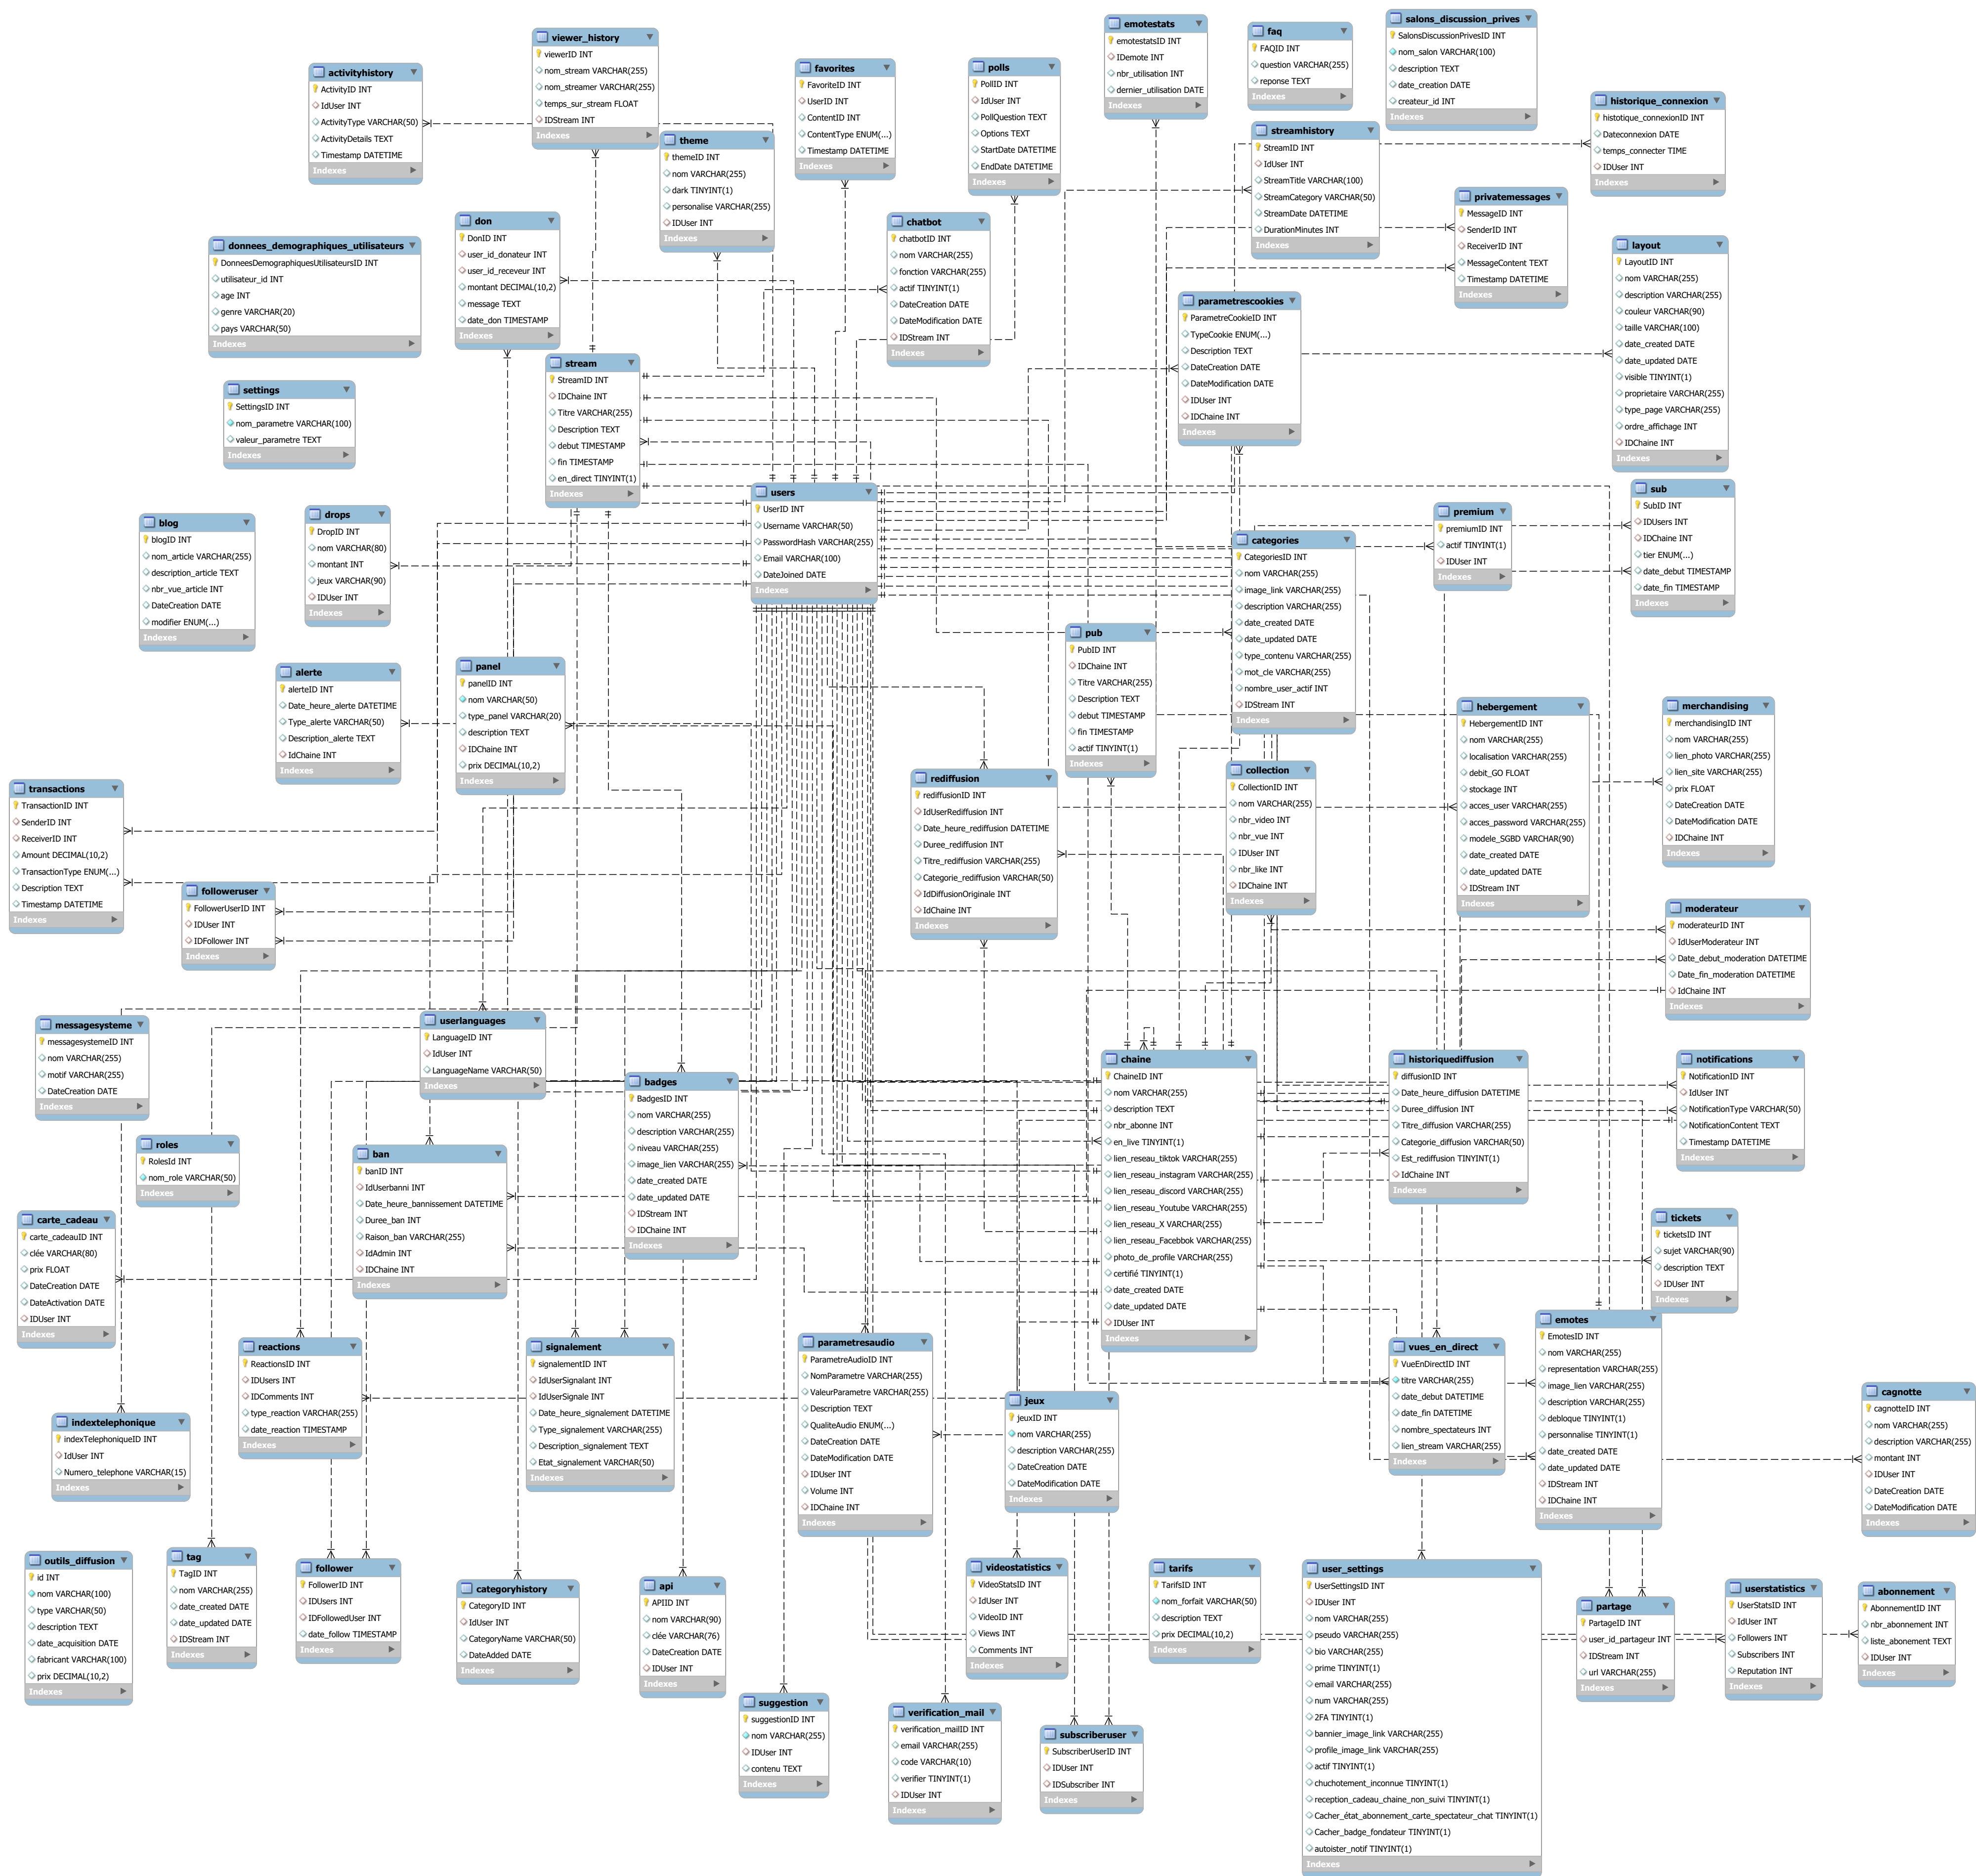 emotestats
emotestatsID INT
IDemote INT
nbr_utilisation INT
dernier_utilisation DATE
Indexes
faq
FAQID INT
question VARCHAR(255)
reponse TEXT
Indexes
salons_discussion_prives
SalonsDiscussionPrivesID INT
nom_salon VARCHAR(100)
description TEXT
date_creation DATE
createur_id INT
Indexes
viewer_history
viewerID INT
nom_stream VARCHAR(255)
nom_streamer VARCHAR(255)
temps_sur_stream FLOAT
IDStream INT
Indexes
activityhistory
ActivityID INT
IdUser INT
ActivityType VARCHAR(50)
ActivityDetails TEXT
Timestamp DATETIME
Indexes
favorites
FavoriteID INT
UserID INT
ContentID INT
ContentType ENUM(...)
Timestamp DATETIME
Indexes
polls
PollID INT
IdUser INT
PollQuestion TEXT
Options TEXT
StartDate DATETIME
EndDate DATETIME
Indexes
historique_connexion
histotique_connexionID INT
Dateconnexion DATE
temps_connecter TIME
IDUser INT
Indexes
streamhistory
StreamID INT
IdUser INT
StreamTitle VARCHAR(100)
StreamCategory VARCHAR(50)
StreamDate DATETIME
DurationMinutes INT
Indexes
theme
themeID INT
nom VARCHAR(255)
dark TINYINT(1)
personalise VARCHAR(255)
IDUser INT
Indexes
privatemessages
MessageID INT
SenderID INT
ReceiverID INT
MessageContent TEXT
Timestamp DATETIME
Indexes
don
DonID INT
user_id_donateur INT
user_id_receveur INT
montant DECIMAL(10,2)
message TEXT
date_don TIMESTAMP
Indexes
chatbot
chatbotID INT
nom VARCHAR(255)
fonction VARCHAR(255)
actif TINYINT(1)
DateCreation DATE
DateModification DATE
IDStream INT
Indexes
donnees_demographiques_utilisateurs
DonneesDemographiquesUtilisateursID INT
utilisateur_id INT
age INT
genre VARCHAR(20)
pays VARCHAR(50)
Indexes
layout
LayoutID INT
nom VARCHAR(255)
description VARCHAR(255)
couleur VARCHAR(90)
taille VARCHAR(100)
date_created DATE
date_updated DATE
visible TINYINT(1)
proprietaire VARCHAR(255)
type_page VARCHAR(255)
ordre_affichage INT
IDChaine INT
Indexes
parametrescookies
ParametreCookieID INT
TypeCookie ENUM(...)
Description TEXT
DateCreation DATE
DateModification DATE
IDUser INT
IDChaine INT
Indexes
stream
StreamID INT
IDChaine INT
Titre VARCHAR(255)
Description TEXT
debut TIMESTAMP
fin TIMESTAMP
en_direct TINYINT(1)
Indexes
settings
SettingsID INT
nom_parametre VARCHAR(100)
valeur_parametre TEXT
Indexes
users
UserID INT
Username VARCHAR(50)
PasswordHash VARCHAR(255)
Email VARCHAR(100)
DateJoined DATE
Indexes
sub
SubID INT
IDUsers INT
IDChaine INT
tier ENUM(...)
date_debut TIMESTAMP
date_fin TIMESTAMP
Indexes
premium
premiumID INT
actif TINYINT(1)
IDUser INT
Indexes
drops
DropID INT
nom VARCHAR(80)
montant INT
jeux VARCHAR(90)
IDUser INT
Indexes
blog
blogID INT
nom_article VARCHAR(255)
description_article TEXT
nbr_vue_article INT
DateCreation DATE
modifier ENUM(...)
Indexes
categories
CategoriesID INT
nom VARCHAR(255)
image_link VARCHAR(255)
description VARCHAR(255)
date_created DATE
date_updated DATE
type_contenu VARCHAR(255)
mot_cle VARCHAR(255)
nombre_user_actif INT
IDStream INT
Indexes
pub
PubID INT
IDChaine INT
Titre VARCHAR(255)
Description TEXT
debut TIMESTAMP
fin TIMESTAMP
actif TINYINT(1)
Indexes
panel
panelID INT
nom VARCHAR(50)
type_panel VARCHAR(20)
description TEXT
IDChaine INT
prix DECIMAL(10,2)
Indexes
alerte
alerteID INT
Date_heure_alerte DATETIME
Type_alerte VARCHAR(50)
Description_alerte TEXT
IdChaine INT
Indexes
hebergement
HebergementID INT
nom VARCHAR(255)
localisation VARCHAR(255)
debit_GO FLOAT
stockage INT
acces_user VARCHAR(255)
acces_password VARCHAR(255)
modele_SGBD VARCHAR(90)
date_created DATE
date_updated DATE
IDStream INT
Indexes
merchandising
merchandisingID INT
nom VARCHAR(255)
lien_photo VARCHAR(255)
lien_site VARCHAR(255)
prix FLOAT
DateCreation DATE
DateModification DATE
IDChaine INT
Indexes
collection
CollectionID INT
nom VARCHAR(255)
nbr_video INT
nbr_vue INT
IDUser INT
nbr_like INT
IDChaine INT
Indexes
rediffusion
rediffusionID INT
IdUserRediffusion INT
Date_heure_rediffusion DATETIME
Duree_rediffusion INT
Titre_rediffusion VARCHAR(255)
Categorie_rediffusion VARCHAR(50)
IdDiffusionOriginale INT
IdChaine INT
Indexes
transactions
TransactionID INT
SenderID INT
ReceiverID INT
Amount DECIMAL(10,2)
TransactionType ENUM(...)
Description TEXT
Timestamp DATETIME
Indexes
followeruser
FollowerUserID INT
IDUser INT
IDFollower INT
Indexes
moderateur
moderateurID INT
IdUserModerateur INT
Date_debut_moderation DATETIME
Date_fin_moderation DATETIME
IdChaine INT
Indexes
userlanguages
LanguageID INT
IdUser INT
LanguageName VARCHAR(50)
Indexes
messagesysteme
messagesystemeID INT
nom VARCHAR(255)
motif VARCHAR(255)
DateCreation DATE
Indexes
chaine
ChaineID INT
nom VARCHAR(255)
description TEXT
nbr_abonne INT
en_live TINYINT(1)
lien_reseau_tiktok VARCHAR(255)
lien_reseau_instagram VARCHAR(255)
lien_reseau_discord VARCHAR(255)
lien_reseau_Youtube VARCHAR(255)
lien_reseau_X VARCHAR(255)
lien_reseau_Facebbok VARCHAR(255)
photo_de_profile VARCHAR(255)
certifié TINYINT(1)
date_created DATE
date_updated DATE
IDUser INT
Indexes
historiquediffusion
diffusionID INT
Date_heure_diffusion DATETIME
Duree_diffusion INT
Titre_diffusion VARCHAR(255)
Categorie_diffusion VARCHAR(50)
Est_rediffusion TINYINT(1)
IdChaine INT
Indexes
notifications
NotificationID INT
IdUser INT
NotificationType VARCHAR(50)
NotificationContent TEXT
Timestamp DATETIME
Indexes
badges
BadgesID INT
nom VARCHAR(255)
description VARCHAR(255)
niveau VARCHAR(255)
image_lien VARCHAR(255)
date_created DATE
date_updated DATE
IDStream INT
IDChaine INT
Indexes
roles
RolesId INT
nom_role VARCHAR(50)
Indexes
ban
banID INT
IdUserbanni INT
Date_heure_bannissement DATETIME
Duree_ban INT
Raison_ban VARCHAR(255)
IdAdmin INT
IDChaine INT
Indexes
carte_cadeau
carte_cadeauID INT
clée VARCHAR(80)
prix FLOAT
DateCreation DATE
DateActivation DATE
IDUser INT
Indexes
tickets
ticketsID INT
sujet VARCHAR(90)
description TEXT
IDUser INT
Indexes
emotes
EmotesID INT
nom VARCHAR(255)
representation VARCHAR(255)
image_lien VARCHAR(255)
description VARCHAR(255)
debloque TINYINT(1)
personnalise TINYINT(1)
date_created DATE
date_updated DATE
IDStream INT
IDChaine INT
Indexes
reactions
ReactionsID INT
IDUsers INT
IDComments INT
type_reaction VARCHAR(255)
date_reaction TIMESTAMP
Indexes
signalement
signalementID INT
IdUserSignalant INT
IdUserSignale INT
Date_heure_signalement DATETIME
Type_signalement VARCHAR(255)
Description_signalement TEXT
Etat_signalement VARCHAR(50)
Indexes
parametresaudio
ParametreAudioID INT
NomParametre VARCHAR(255)
ValeurParametre VARCHAR(255)
Description TEXT
QualiteAudio ENUM(...)
DateCreation DATE
DateModification DATE
IDUser INT
Volume INT
IDChaine INT
Indexes
vues_en_direct
VueEnDirectID INT
titre VARCHAR(255)
date_debut DATETIME
date_fin DATETIME
nombre_spectateurs INT
lien_stream VARCHAR(255)
Indexes
jeux
jeuxID INT
nom VARCHAR(255)
description VARCHAR(255)
DateCreation DATE
DateModification DATE
Indexes
cagnotte
cagnotteID INT
nom VARCHAR(255)
description VARCHAR(255)
montant INT
IDUser INT
DateCreation DATE
DateModification DATE
Indexes
indextelephonique
indexTelephoniqueID INT
IdUser INT
Numero_telephone VARCHAR(15)
Indexes
outils_diffusion
id INT
nom VARCHAR(100)
type VARCHAR(50)
description TEXT
date_acquisition DATE
fabricant VARCHAR(100)
prix DECIMAL(10,2)
Indexes
tag
TagID INT
nom VARCHAR(255)
date_created DATE
date_updated DATE
IDStream INT
Indexes
follower
FollowerID INT
IDUsers INT
IDFollowedUser INT
date_follow TIMESTAMP
Indexes
categoryhistory
CategoryID INT
IdUser INT
CategoryName VARCHAR(50)
DateAdded DATE
Indexes
api
APIID INT
nom VARCHAR(90)
clée VARCHAR(76)
DateCreation DATE
IDUser INT
Indexes
videostatistics
VideoStatsID INT
IdUser INT
VideoID INT
Views INT
Comments INT
Indexes
tarifs
TarifsID INT
nom_forfait VARCHAR(50)
description TEXT
prix DECIMAL(10,2)
Indexes
user_settings
UserSettingsID INT
IDUser INT
nom VARCHAR(255)
pseudo VARCHAR(255)
bio VARCHAR(255)
prime TINYINT(1)
email VARCHAR(255)
num VARCHAR(255)
2FA TINYINT(1)
bannier_image_link VARCHAR(255)
profile_image_link VARCHAR(255)
actif TINYINT(1)
chuchotement_inconnue TINYINT(1)
reception_cadeau_chaine_non_suivi TINYINT(1)
Cacher_état_abonnement_carte_spectateur_chat TINYINT(1)
Cacher_badge_fondateur TINYINT(1)
autoister_notif TINYINT(1)
Indexes
partage
PartageID INT
user_id_partageur INT
IDStream INT
url VARCHAR(255)
Indexes
userstatistics
UserStatsID INT
IdUser INT
Followers INT
Subscribers INT
Reputation INT
Indexes
abonnement
AbonnementID INT
nbr_abonnement INT
liste_abonement TEXT
IDUser INT
Indexes
suggestion
suggestionID INT
nom VARCHAR(255)
IDUser INT
contenu TEXT
Indexes
verification_mail
verification_mailID INT
email VARCHAR(255)
code VARCHAR(10)
verifier TINYINT(1)
IDUser INT
Indexes
subscriberuser
SubscriberUserID INT
IDUser INT
IDSubscriber INT
Indexes